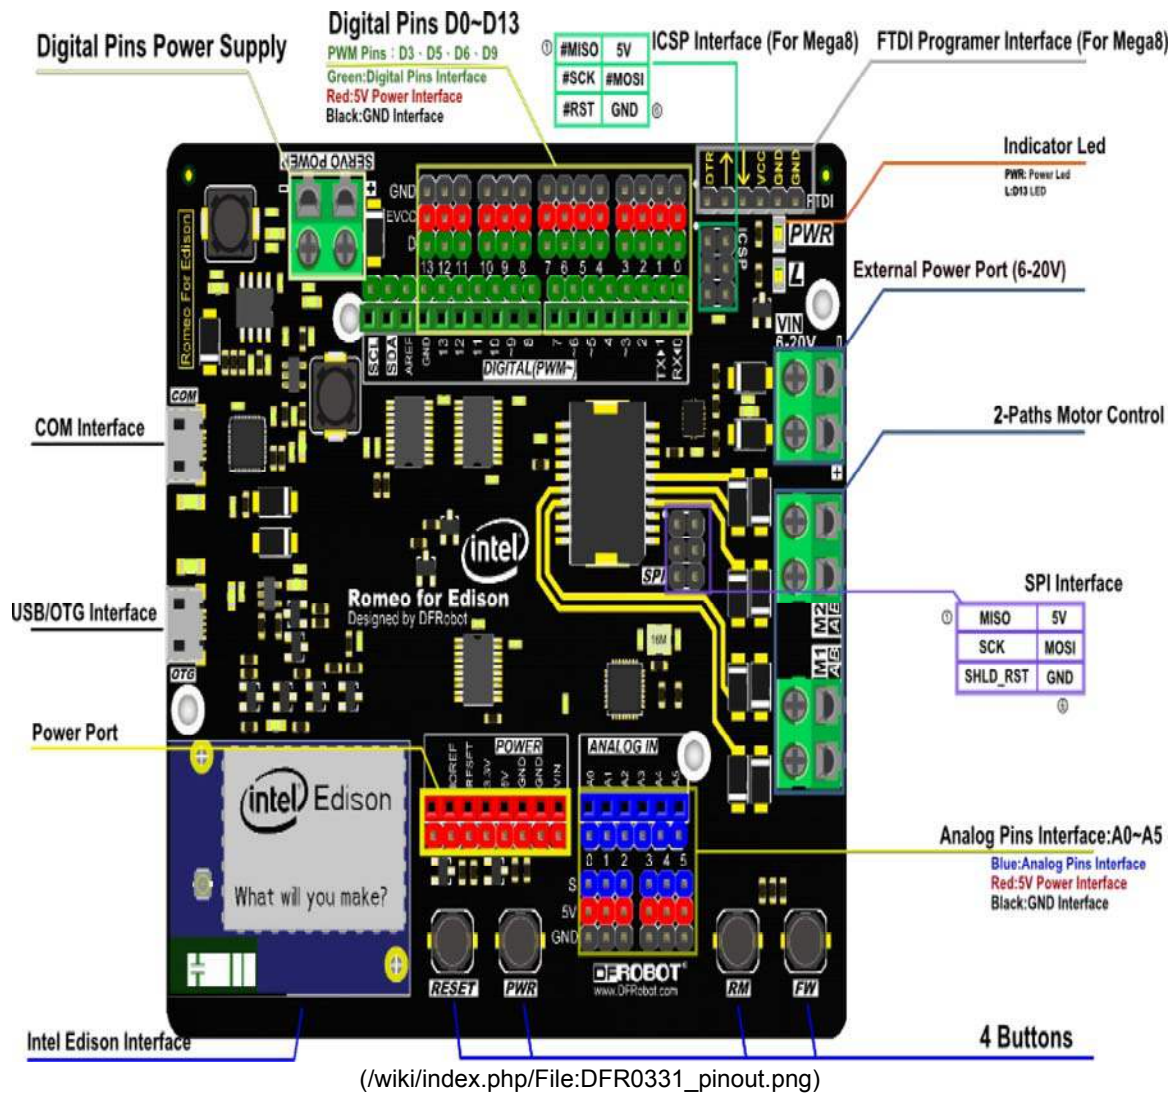 Digital Pins Power Supply
Digital Pins D0~D13
PWM Pins：D3、D5、D6、D9
Green:Digital Pins Interface
Red:5V Power Interface
Black:GND Interface
①
#MISO 5V
#SCK #MOSI
#RST GND
⑥
ICSP Interface (For Mega8)
FTDI Programer Interface (For Mega8)
Indicator Led
PWR: Power Led
L:D13 LED
External Power Port (6-20V)
2-Paths Motor Control
COM Interface
USB/OTG Interface
Power Port
Intel Edison Interface
SPI Interface
①
MISO 5V
SCK MOSI
SHLD_RST GND
⑥
Analog Pins Interface:A0~A5
Blue:Analog Pins Interface
Red:5V Power Interface
Black:GND Interface
4 Buttons
SERVO POWER
- +
Romeo For Edison
GND
EVCC
D
13 12 11 10 9 8 7 6 5 4 3 2 1 0
SCL SDA AREF GND 13 12 11 10 ~9 8 7 ~6 ~5 4 ~3 2 TX▸1 RX◂0
DIGITAL(PWM~)
DTR VCC GND GND
FTDI
ICSP
PWR
L
VIN
6-20V
+
COM
OTG
intel
Romeo for Edison
Designed by DFRobot
SPI
16M
M2
AB
M1
AB
POWER
IOREF RESET 3.3V 5V GND GND VIN
ANALOG IN
A0 A1 A2 A3 A4 A5
0 1 2 3 4 5
S
5V
GND
intel Edison
What will you make?
DFROBOT
www.DFRobot.com
RESET PWR RM FW
(/wiki/index.php/File:DFR0331_pinout.png)